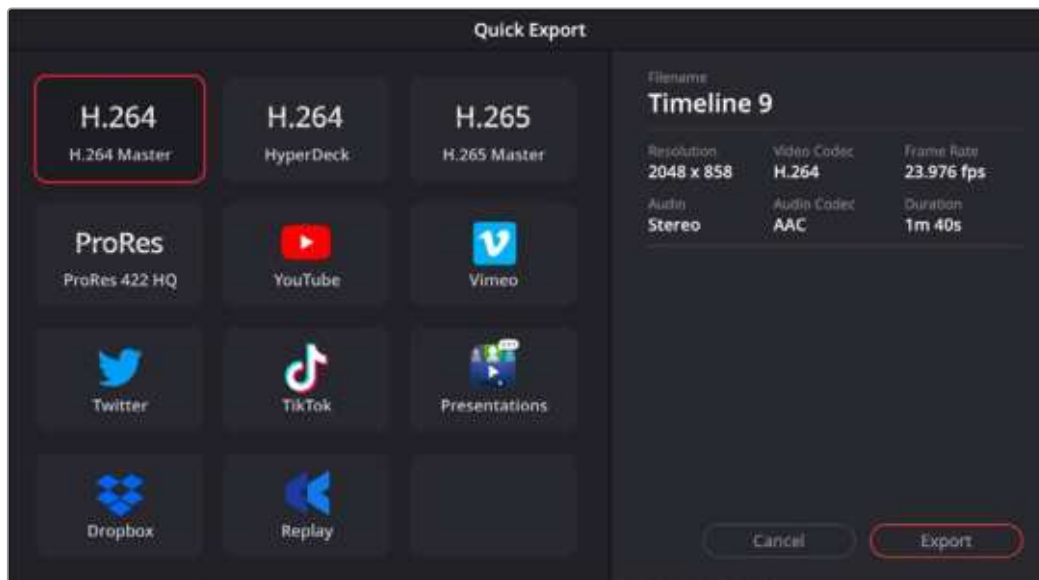 Quick Export
H.264
H.264 Master
H.264
HyperDeck
H.265
H.265 Master
ProRes
ProRes 422 HQ
YouTube
Vimeo
Twitter
TikTok
Presentations
Dropbox
Replay
Filename
Timeline 9
Resolution Video Codec Frame Rate
2048 x 858 H.264 23.976 fps
Audio Audio Codec Duration
Stereo AAC 1m 40s
Cancel Export